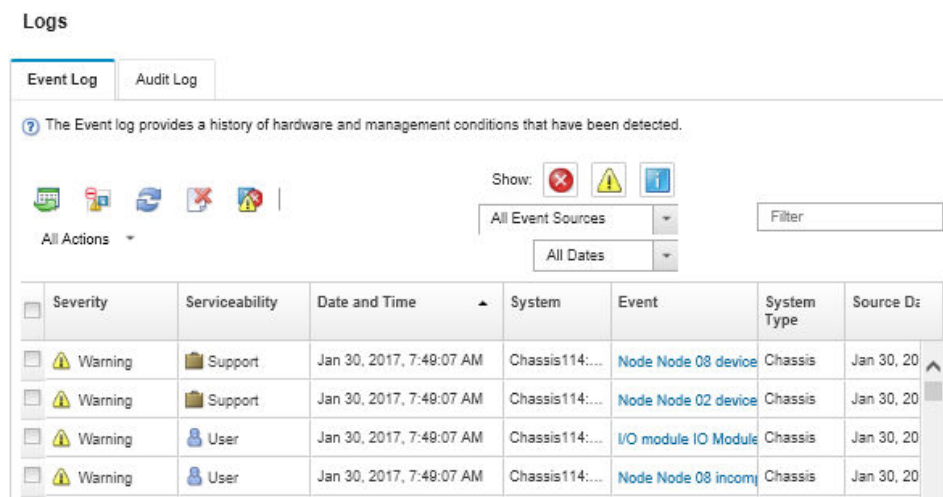 Logs
Event Log Audit Log
? The Event log provides a history of hardware and management conditions that have been detected.
Show:
All Event Sources
Filter
All Actions
All Dates
Severity Serviceability Date and Time System Event System Type Source Da
Warning Support Jan 30, 2017, 7:49:07 AM Chassis114:... Node Node 08 device Chassis Jan 30, 20
Warning Support Jan 30, 2017, 7:49:07 AM Chassis114:... Node Node 02 device Chassis Jan 30, 20
Warning User Jan 30, 2017, 7:49:07 AM Chassis114:... I/O module IO Module Chassis Jan 30, 20
Warning User Jan 30, 2017, 7:49:07 AM Chassis114:... Node Node 08 incom Chassis Jan 30, 20